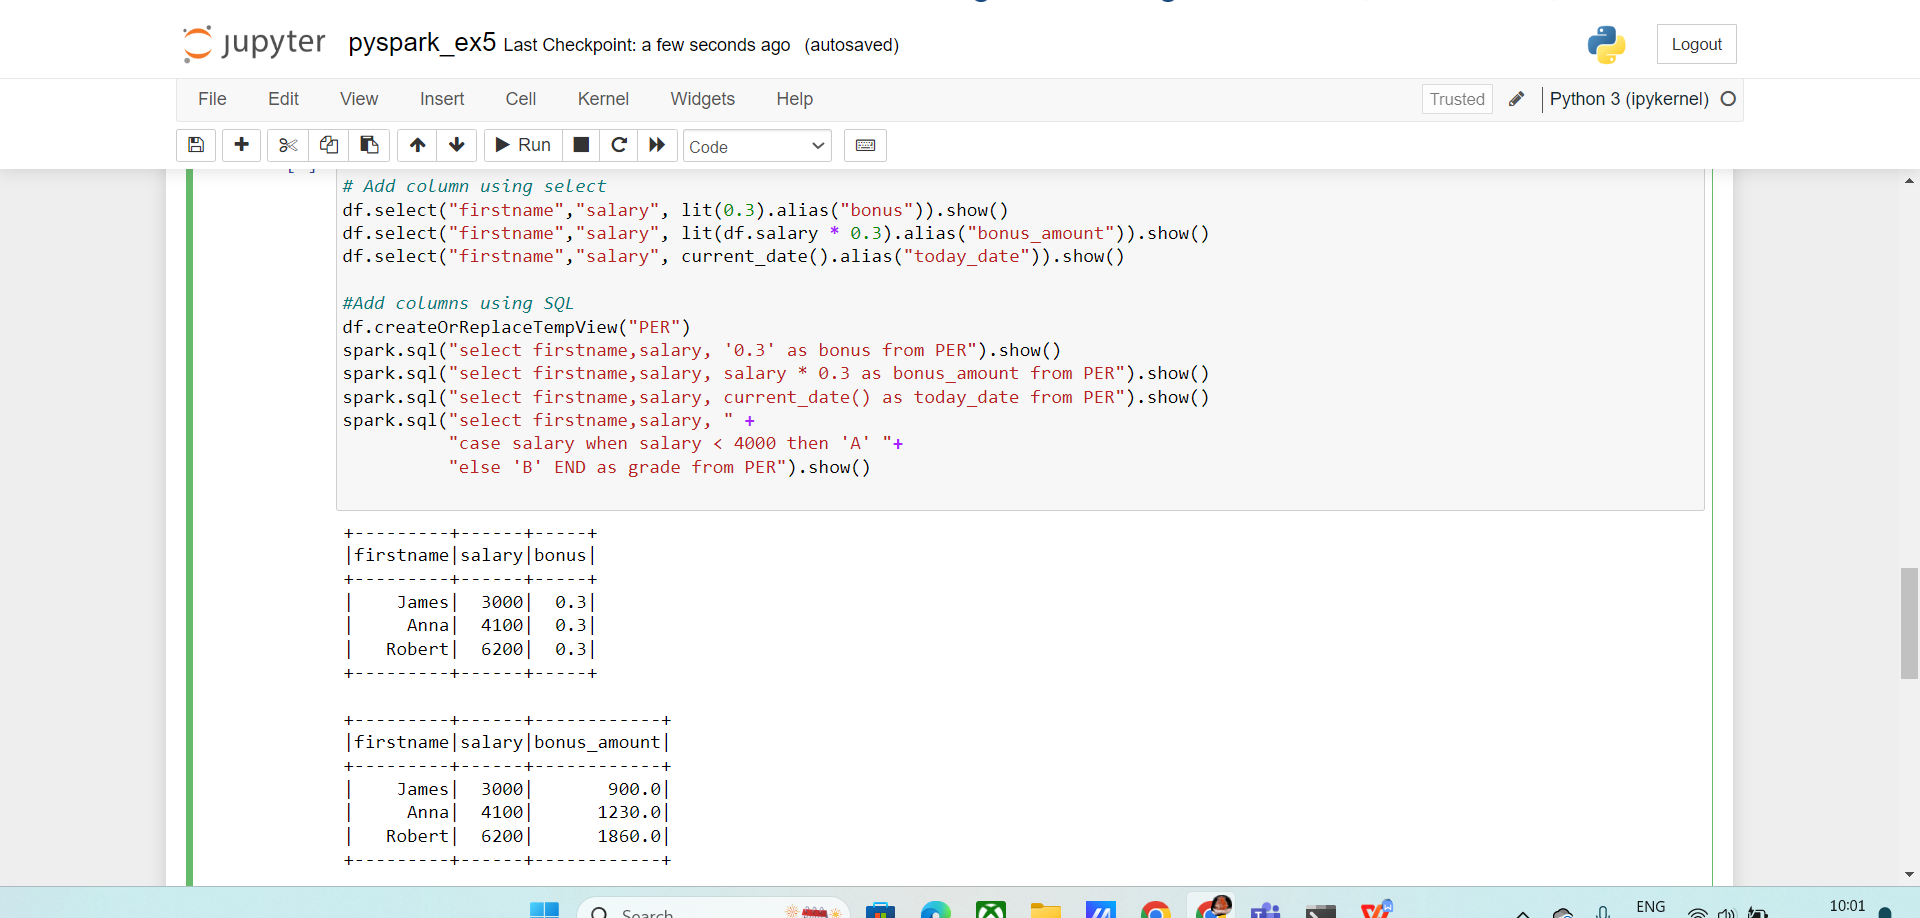 jupyter pyspark_ex5 Last Checkpoint: a few seconds ago (autosaved) Logout
File Edit View Insert Cell Kernel Widgets Help Trusted Python 3 (ipykernel)
Run Code
# Add column using select
df.select("firstname","salary", lit(0.3).alias("bonus")).show()
df.select("firstname","salary", lit(df.salary * 0.3).alias("bonus_amount")).show()
df.select("firstname","salary", current_date().alias("today_date")).show()
#Add columns using SQL
df.createOrReplaceTempView("PER")
spark.sql("select firstname,salary, '0.3' as bonus from PER").show()
spark.sql("select firstname,salary, salary * 0.3 as bonus_amount from PER").show()
spark.sql("select firstname,salary, current_date() as today_date from PER").show()
spark.sql("select firstname,salary, " +
"case salary when salary < 4000 then 'A' "+
"else 'B' END as grade from PER").show()
+---------+------+-----+
|firstname|salary|bonus|
+---------+------+-----+
|    James|  3000|  0.3|
|     Anna|  4100|  0.3|
|   Robert|  6200|  0.3|
+---------+------+-----+
+---------+------+------------+
|firstname|salary|bonus_amount|
+---------+------+------------+
|    James|  3000|       900.0|
|     Anna|  4100|      1230.0|
|   Robert|  6200|      1860.0|
+---------+------+------------+
Search ENG 10:01